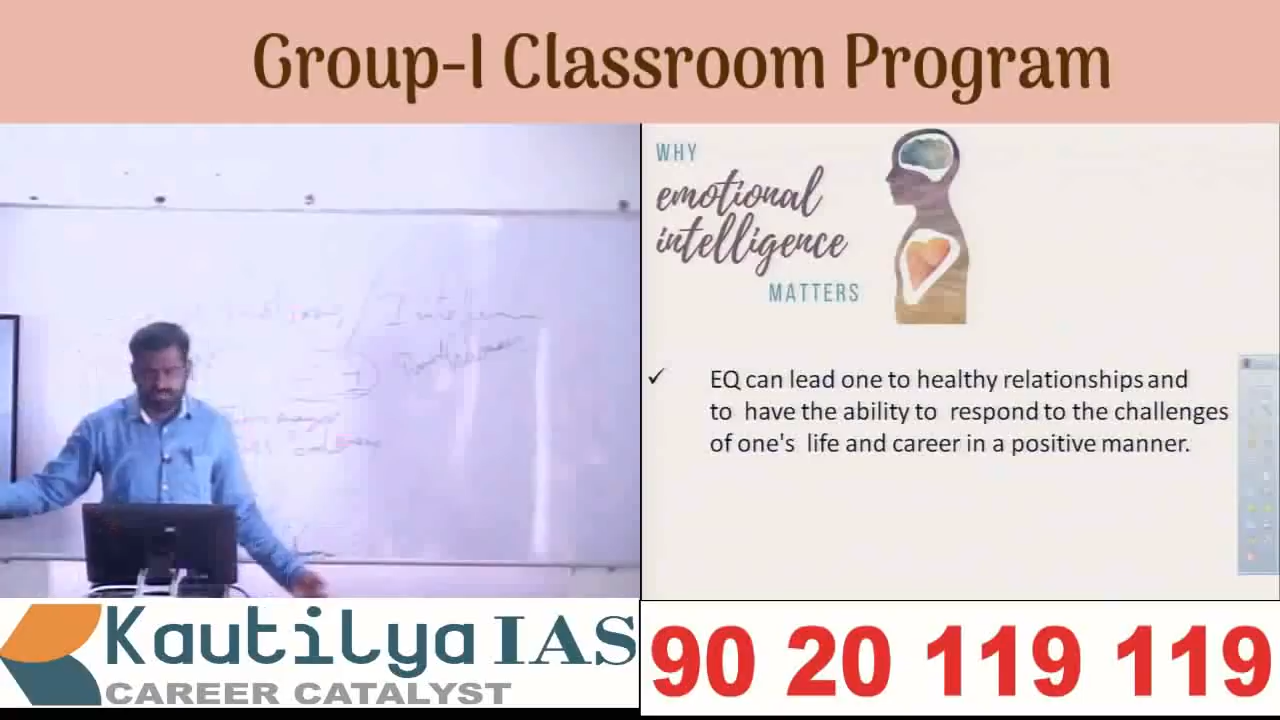 Group-I Classroom Program
WHY
emotional
intelligence
MATTERS
✓ EQ can lead one to healthy relationships and
to have the ability to respond to the challenges
of one's life and career in a positive manner.
Kautilya IAS
CAREER CATALYST
90 20 119 119